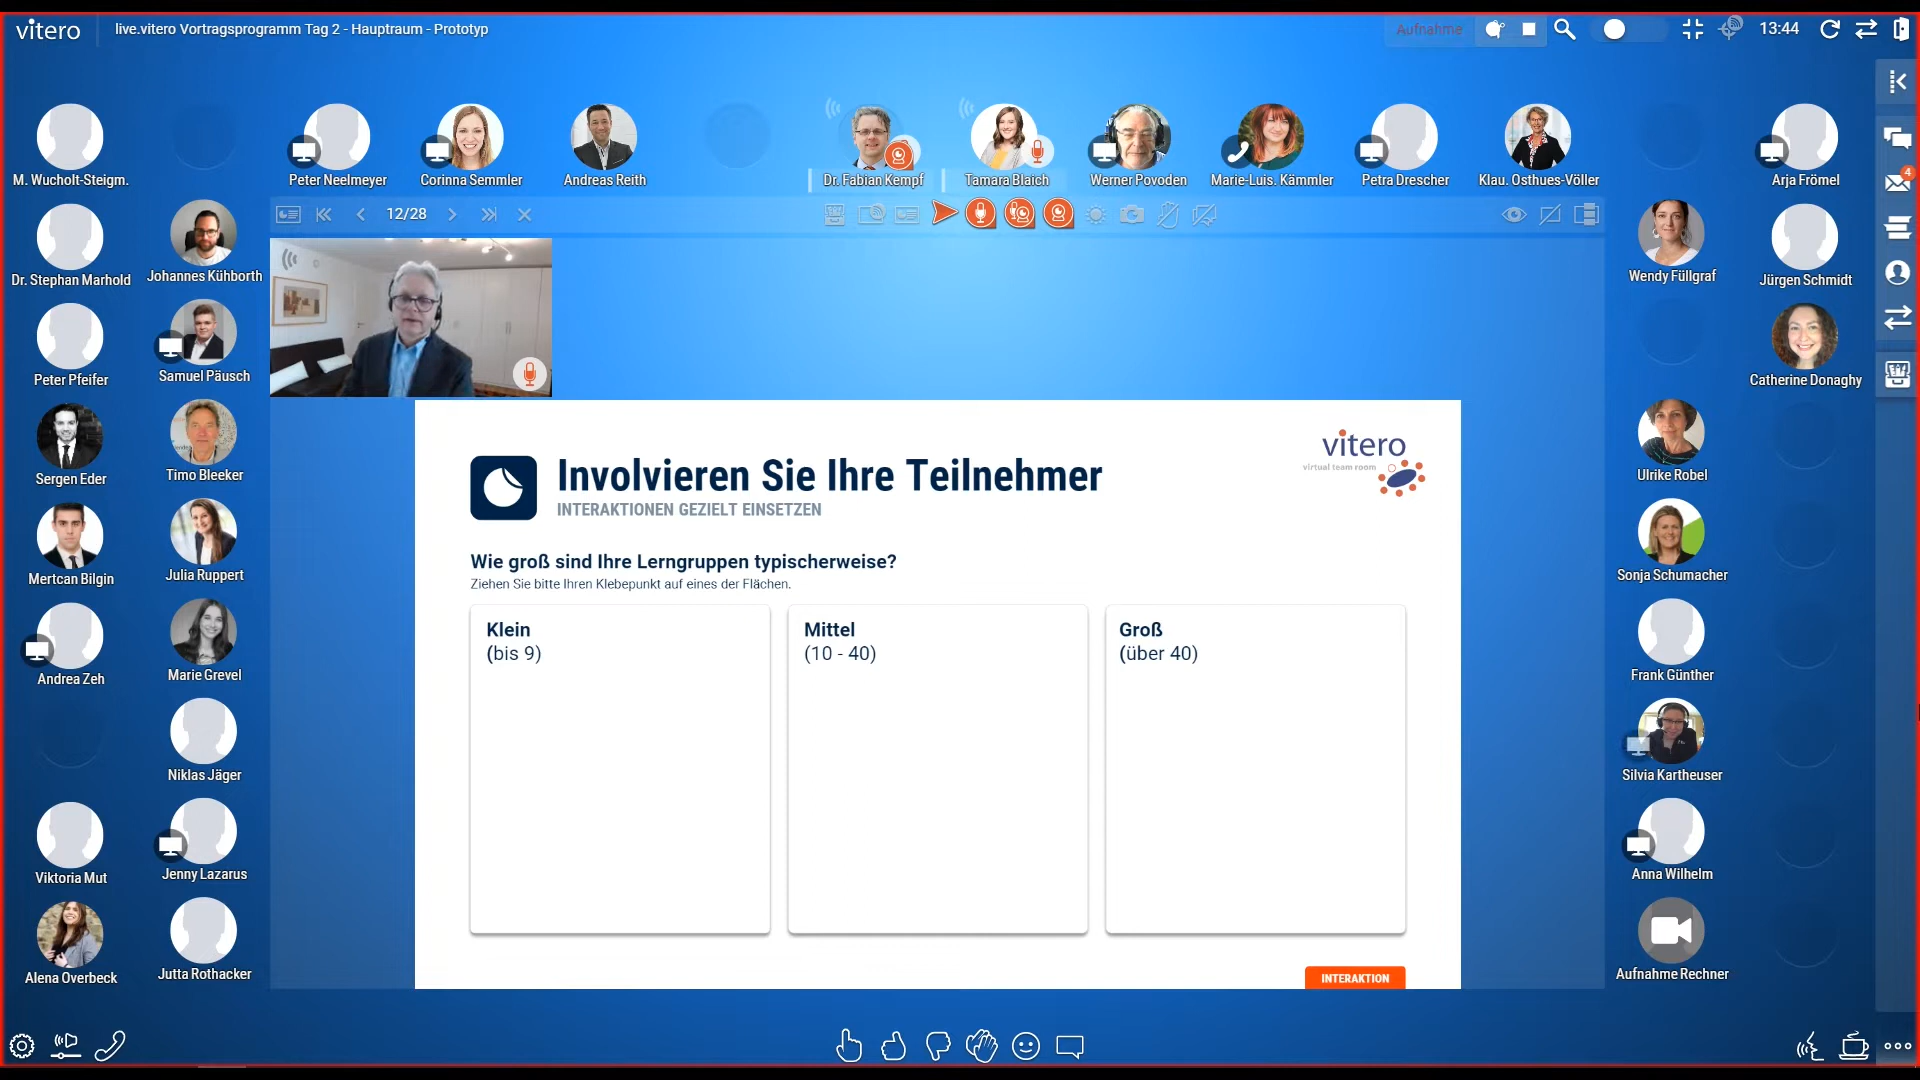 vitero
live.vitero Vortragsprogramm Tag 2 - Hauptraum - Prototyp
Aufnahme
13:44
4
M. Wucholt-Steigm.
Peter Neelmeyer
Corinna Semmler
Andreas Reith
Dr. Fabian Kempf
Tamara Blaich
Werner Povoden
Marie-Luis. Kämmler
Petra Drescher
Klau. Osthues-Völler
Arja Frömel
12/28
Dr. Stephan Marhold
Johannes Kühborth
Wendy Füllgraf
Jürgen Schmidt
Peter Pfeifer
Samuel Päusch
Catherine Donaghy
Sergen Eder
Timo Bleeker
Ulrike Robel
Mertcan Bilgin
Julia Ruppert
Sonja Schumacher
Andrea Zeh
Marie Grevel
Frank Günther
Niklas Jäger
Silvia Kartheuser
Viktoria Mut
Jenny Lazarus
Anna Wilhelm
Alena Overbeck
Jutta Rothacker
Aufnahme Rechner
vitero
virtual team room
Involvieren Sie Ihre Teilnehmer
INTERAKTIONEN GEZIELT EINSETZEN
Wie groß sind Ihre Lerngruppen typischerweise?
Ziehen Sie bitte Ihren Klebepunkt auf eines der Flächen.
Klein
(bis 9)
Mittel
(10 - 40)
Groß
(über 40)
INTERAKTION